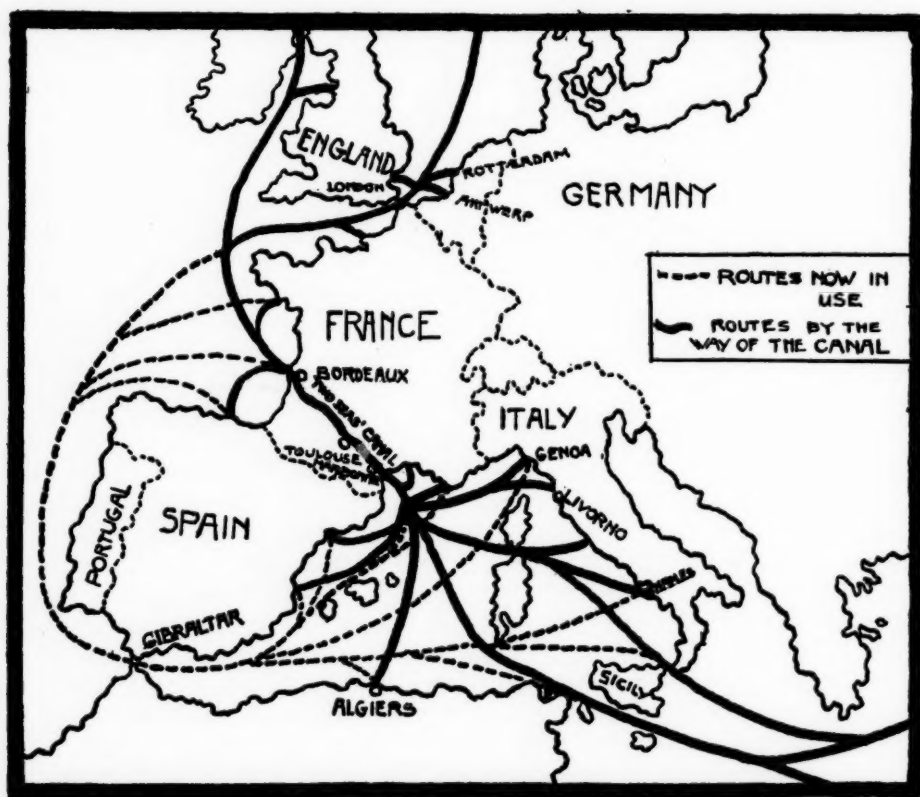 ENGLAND
LONDON
ROTTERDAM
ANTWERP
GERMANY
ROUTES NOW IN
USE
ROUTES BY THE
WAY OF THE CANAL
FRANCE
BORDEAUX
TWO SEAS' CANAL
TOULOUSE
ITALY
GENOA
LIVORNO
PORTUGAL
SPAIN
NAPLES
GIBRALTAR
SICILY
ALGIERS